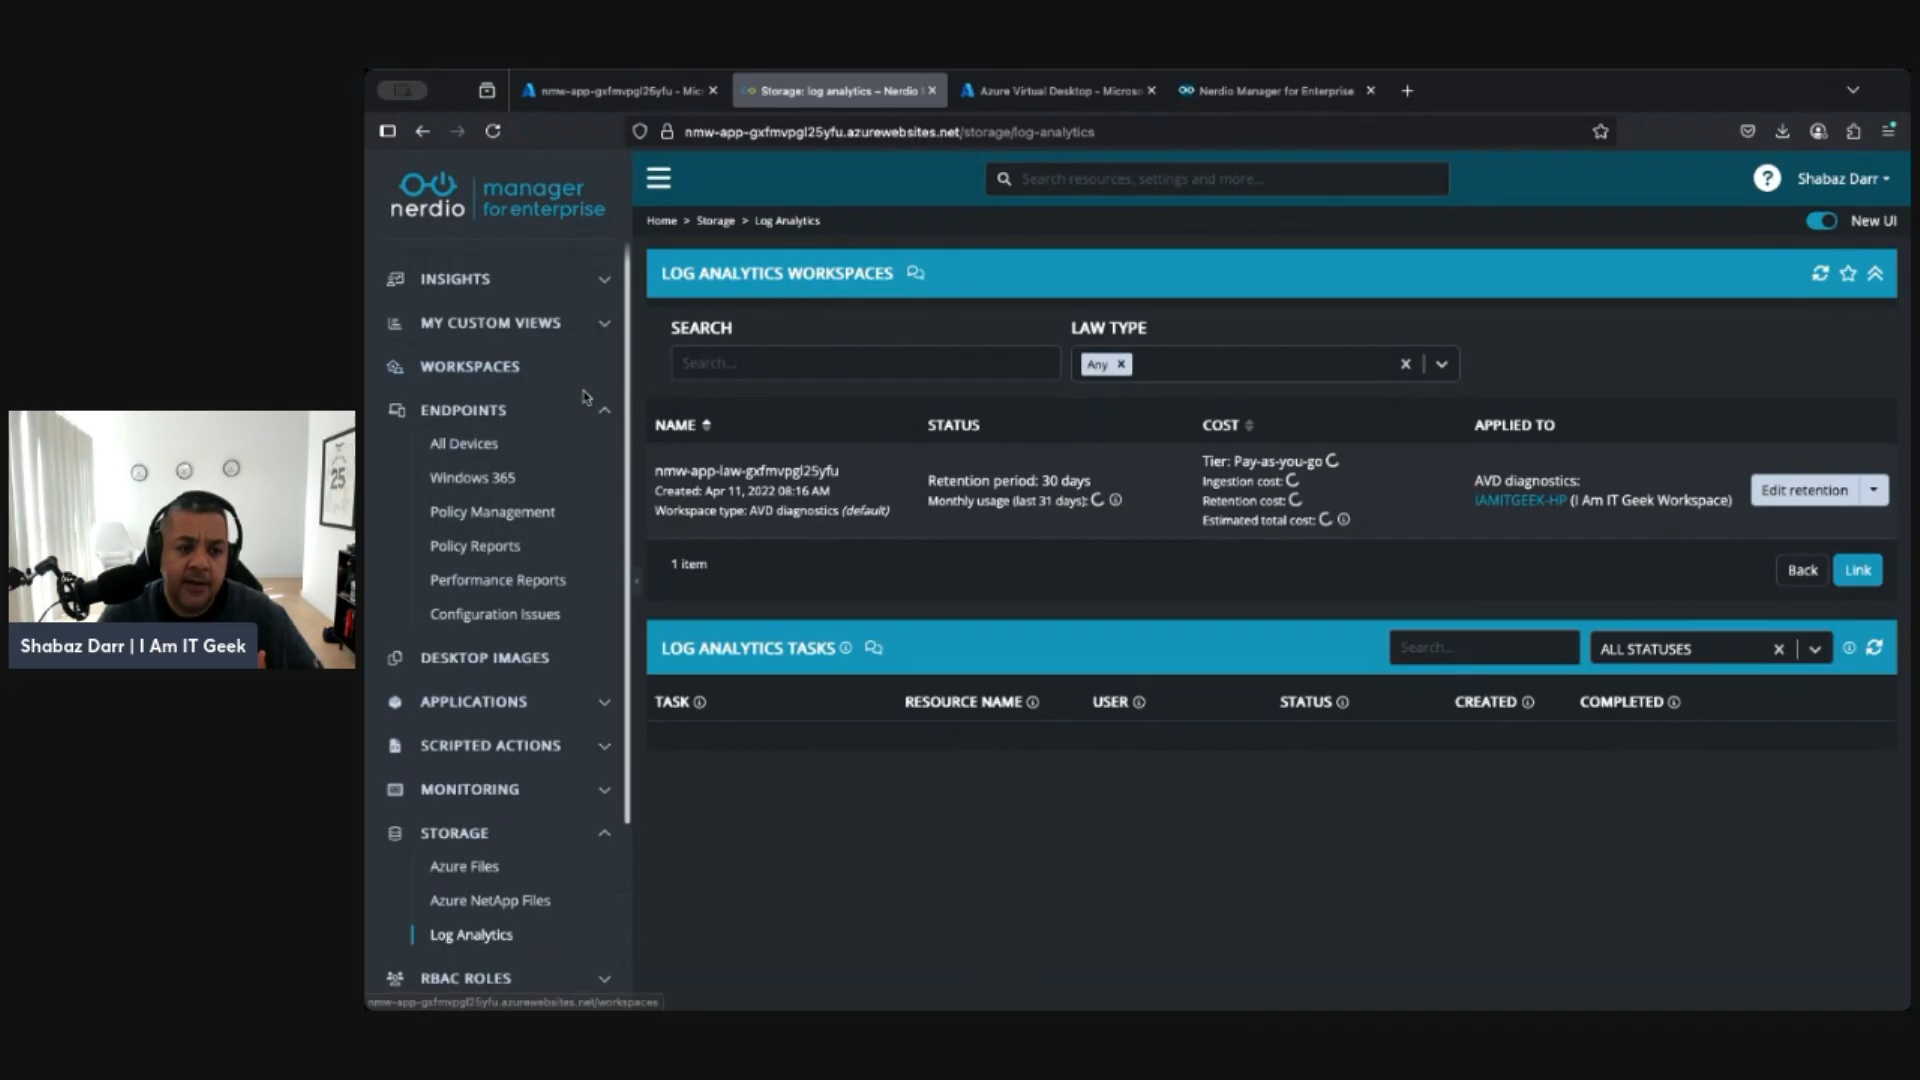 nmw-app-gxfmvpgl25yfu - Mic
Storage: log analytics – Nerdio
Azure Virtual Desktop - Microso
Nerdio Manager for Enterprise
nmw-app-gxfmvpgl25yfu.azurewebsites.net/storage/log-analytics
nerdio
manager
for enterprise
Search resources, settings and more...
?
Shabaz Darr
Home > Storage > Log Analytics
New UI
INSIGHTS
MY CUSTOM VIEWS
WORKSPACES
ENDPOINTS
All Devices
Windows 365
Policy Management
Policy Reports
Performance Reports
Configuration Issues
DESKTOP IMAGES
APPLICATIONS
SCRIPTED ACTIONS
MONITORING
STORAGE
Azure Files
Azure NetApp Files
Log Analytics
RBAC ROLES
nmw-app-gxfmvpgl25yfu.azurewebsites.net/workspaces
LOG ANALYTICS WORKSPACES
SEARCH
LAW TYPE
Search...
Any
NAME
STATUS
COST
APPLIED TO
nmw-app-law-gxfmvpgl25yfu
Created: Apr 11, 2022 08:16 AM
Workspace type: AVD diagnostics (default)
Retention period: 30 days
Monthly usage (last 31 days):
Tier: Pay-as-you-go
Ingestion cost:
Retention cost:
Estimated total cost:
AVD diagnostics:
IAMITGEEK-HP (I Am IT Geek Workspace)
Edit retention
1 item
Back
Link
LOG ANALYTICS TASKS
Search...
ALL STATUSES
TASK
RESOURCE NAME
USER
STATUS
CREATED
COMPLETED
25
Shabaz Darr | I Am IT Geek